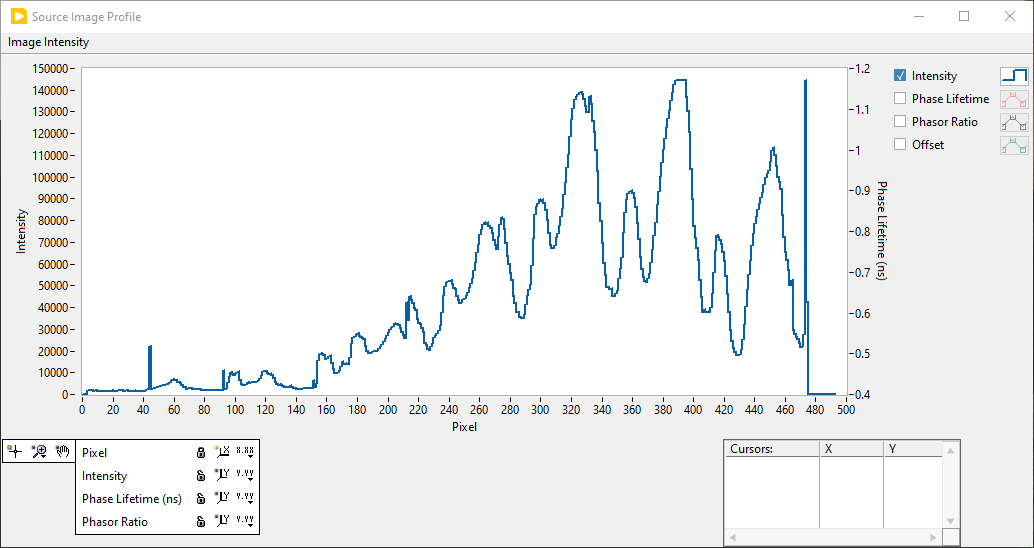 Source Image Profile
Image Intensity
150000
140000
130000
120000
110000
100000
90000
80000
70000
60000
50000
40000
30000
20000
10000
0
Intensity
0 20 40 60 80 100 120 140 160 180 200 220 240 260 280 300 320 340 360 380 400 420 440 460 480 500
Pixel
1.2
1.1
1
0.9
0.8
0.7
0.6
0.5
0.4
Phase Lifetime (ns)
Intensity
Phase Lifetime
Phasor Ratio
Offset
Pixel X X.XX
Intensity Y Y.YY
Phase Lifetime (ns) Y Y.YY
Phasor Ratio Y Y.YY
Cursors: X Y